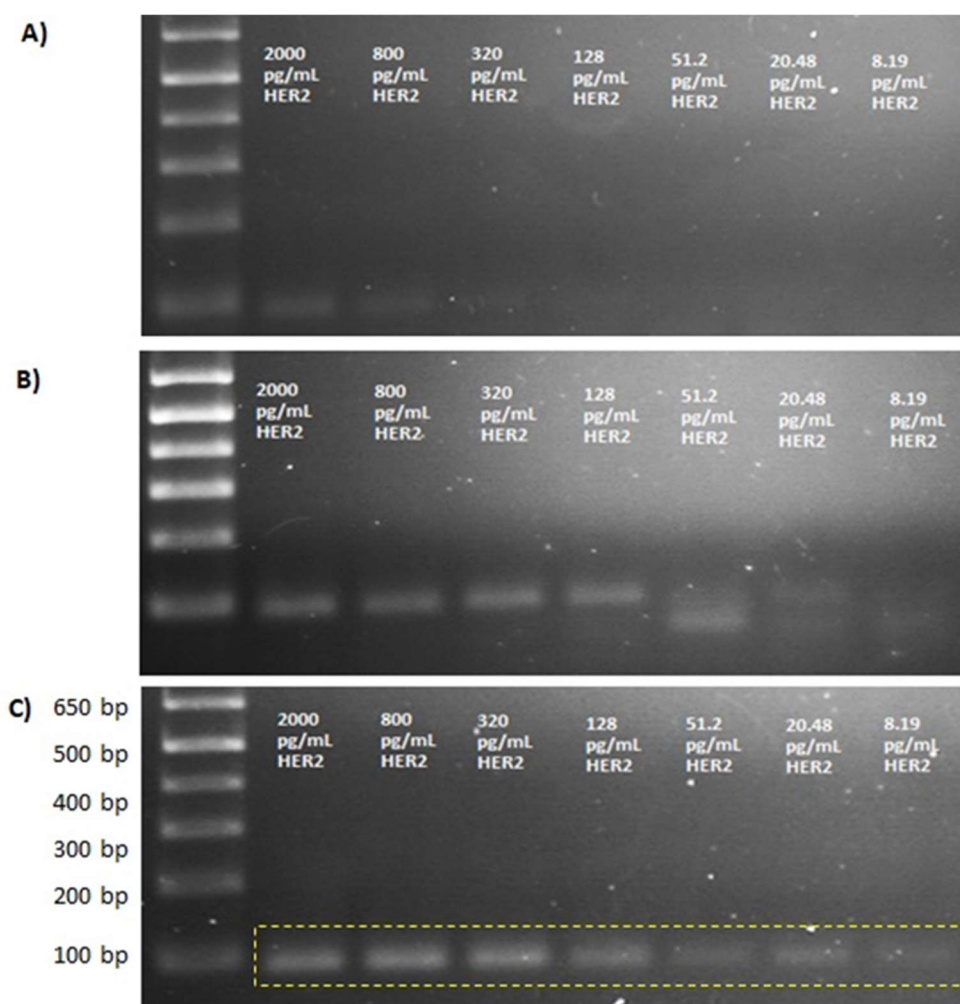 A)
2000
pg/mL
HER2
800
pg/mL
HER2
320
pg/mL
HER2
128
pg/mL
HER2
51.2
pg/mL
HER2
20.48
pg/mL
HER2
8.19
pg/mL
HER2
B)
2000
pg/mL
HER2
800
pg/mL
HER2
320
pg/mL
HER2
128
pg/mL
HER2
51.2
pg/mL
HER2
20.48
pg/mL
HER2
8.19
pg/mL
HER2
C)
650 bp
500 bp
400 bp
300 bp
200 bp
100 bp
2000
pg/mL
HER2
800
pg/mL
HER2
320
pg/mL
HER2
128
pg/mL
HER2
51.2
pg/mL
HER2
20.48
pg/mL
HER2
8.19
pg/mL
HER2